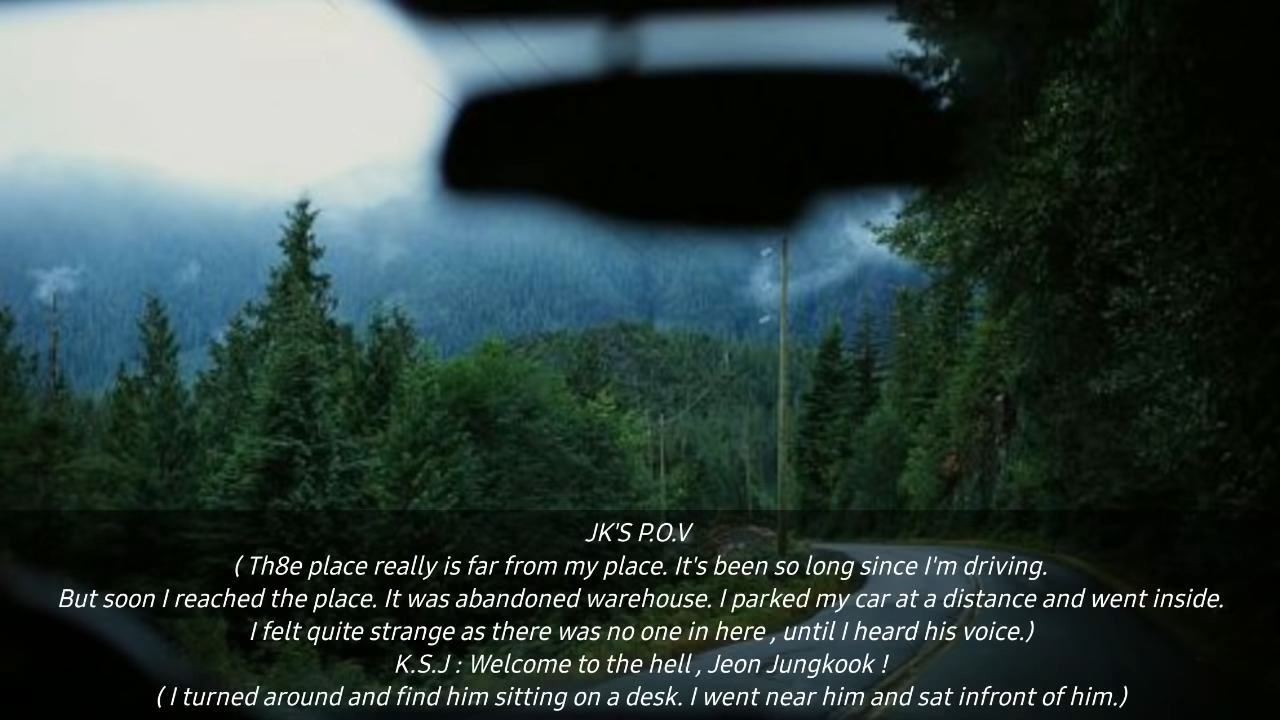 JK'S P.O.V
( Th8e place really is far from my place. It's been so long since I'm driving.
But soon I reached the place. It was abandoned warehouse. I parked my car at a distance and went inside.
I felt quite strange as there was no one in here , until I heard his voice.)
K.S.J : Welcome to the hell , Jeon Jungkook !
( I turned around and find him sitting on a desk. I went near him and sat infront of him.)